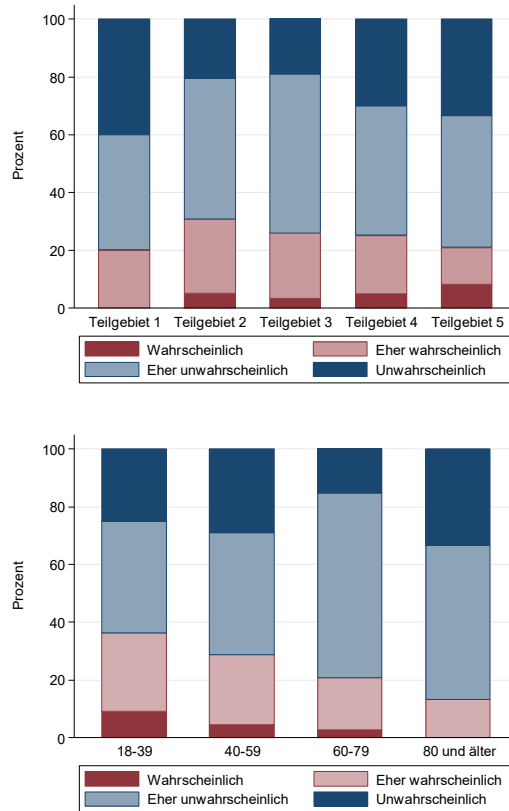 100
80
60
40
20
0
Prozent
Teilgebiet 1 Teilgebiet 2 Teilgebiet 3 Teilgebiet 4 Teilgebiet 5
Wahrscheinlich Eher wahrscheinlich
Eher unwahrscheinlich Unwahrscheinlich
100
80
60
40
20
0
Prozent
18-39 40-59 60-79 80 und älter
Wahrscheinlich Eher wahrscheinlich
Eher unwahrscheinlich Unwahrscheinlich